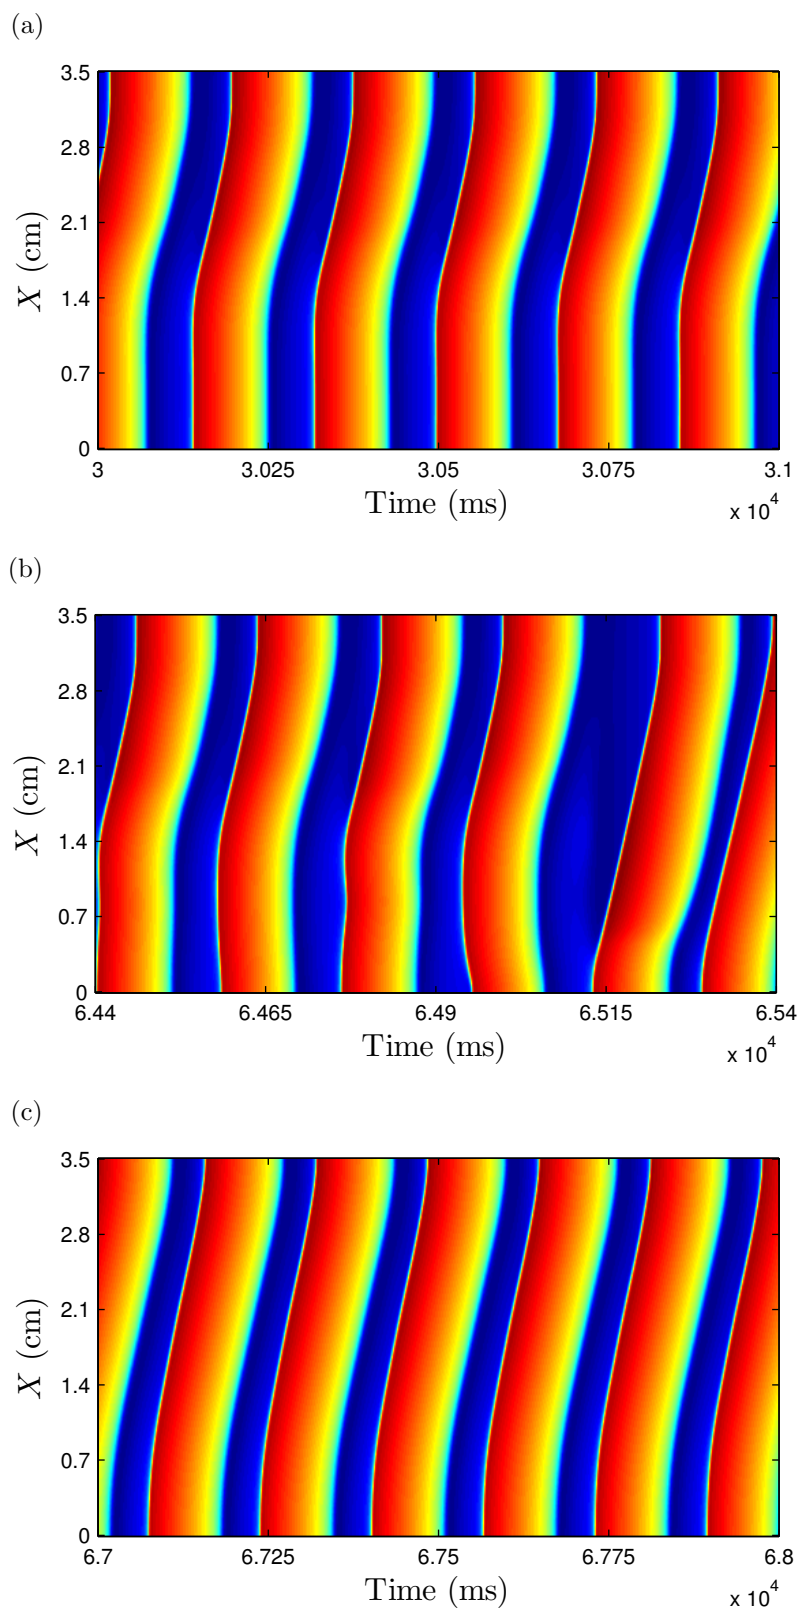 (a)
3.5
2.8
2.1
1.4
0.7
0
X (cm)
3 3.025 3.05 3.075 3.1
Time (ms)
x 10^4
(b)
3.5
2.8
2.1
1.4
0.7
0
X (cm)
6.44 6.465 6.49 6.515 6.54
Time (ms)
x 10^4
(c)
3.5
2.8
2.1
1.4
0.7
0
X (cm)
6.7 6.725 6.75 6.775 6.8
Time (ms)
x 10^4